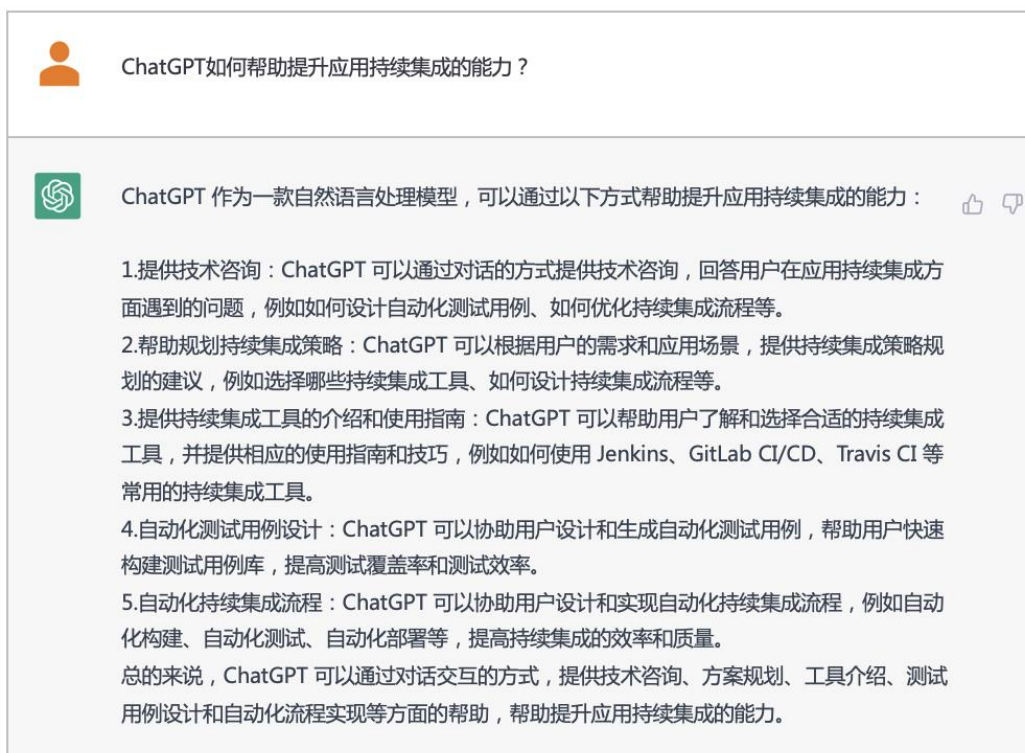 ChatGPT如何帮助提升应用持续集成的能力？
ChatGPT 作为一款自然语言处理模型，可以通过以下方式帮助提升应用持续集成的能力：
1.提供技术咨询：ChatGPT 可以通过对话的方式提供技术咨询，回答用户在应用持续集成方
面遇到的问题，例如如何设计自动化测试用例、如何优化持续集成流程等。
2.帮助规划持续集成策略：ChatGPT 可以根据用户的需求和应用场景，提供持续集成策略规
划的建议，例如选择哪些持续集成工具、如何设计持续集成流程等。
3.提供持续集成工具的介绍和使用指南：ChatGPT 可以帮助用户了解和选择合适的持续集成
工具，并提供相应的使用指南和技巧，例如如何使用 Jenkins、GitLab CI/CD、Travis CI 等
常用的持续集成工具。
4.自动化测试用例设计：ChatGPT 可以协助用户设计和生成自动化测试用例，帮助用户快速
构建测试用例库，提高测试覆盖率和测试效率。
5.自动化持续集成流程：ChatGPT 可以协助用户设计和实现自动化持续集成流程，例如自动
化构建、自动化测试、自动化部署等，提高持续集成的效率和质量。
总的来说，ChatGPT 可以通过对话交互的方式，提供技术咨询、方案规划、工具介绍、测试
用例设计和自动化流程实现等方面的帮助，帮助提升应用持续集成的能力。